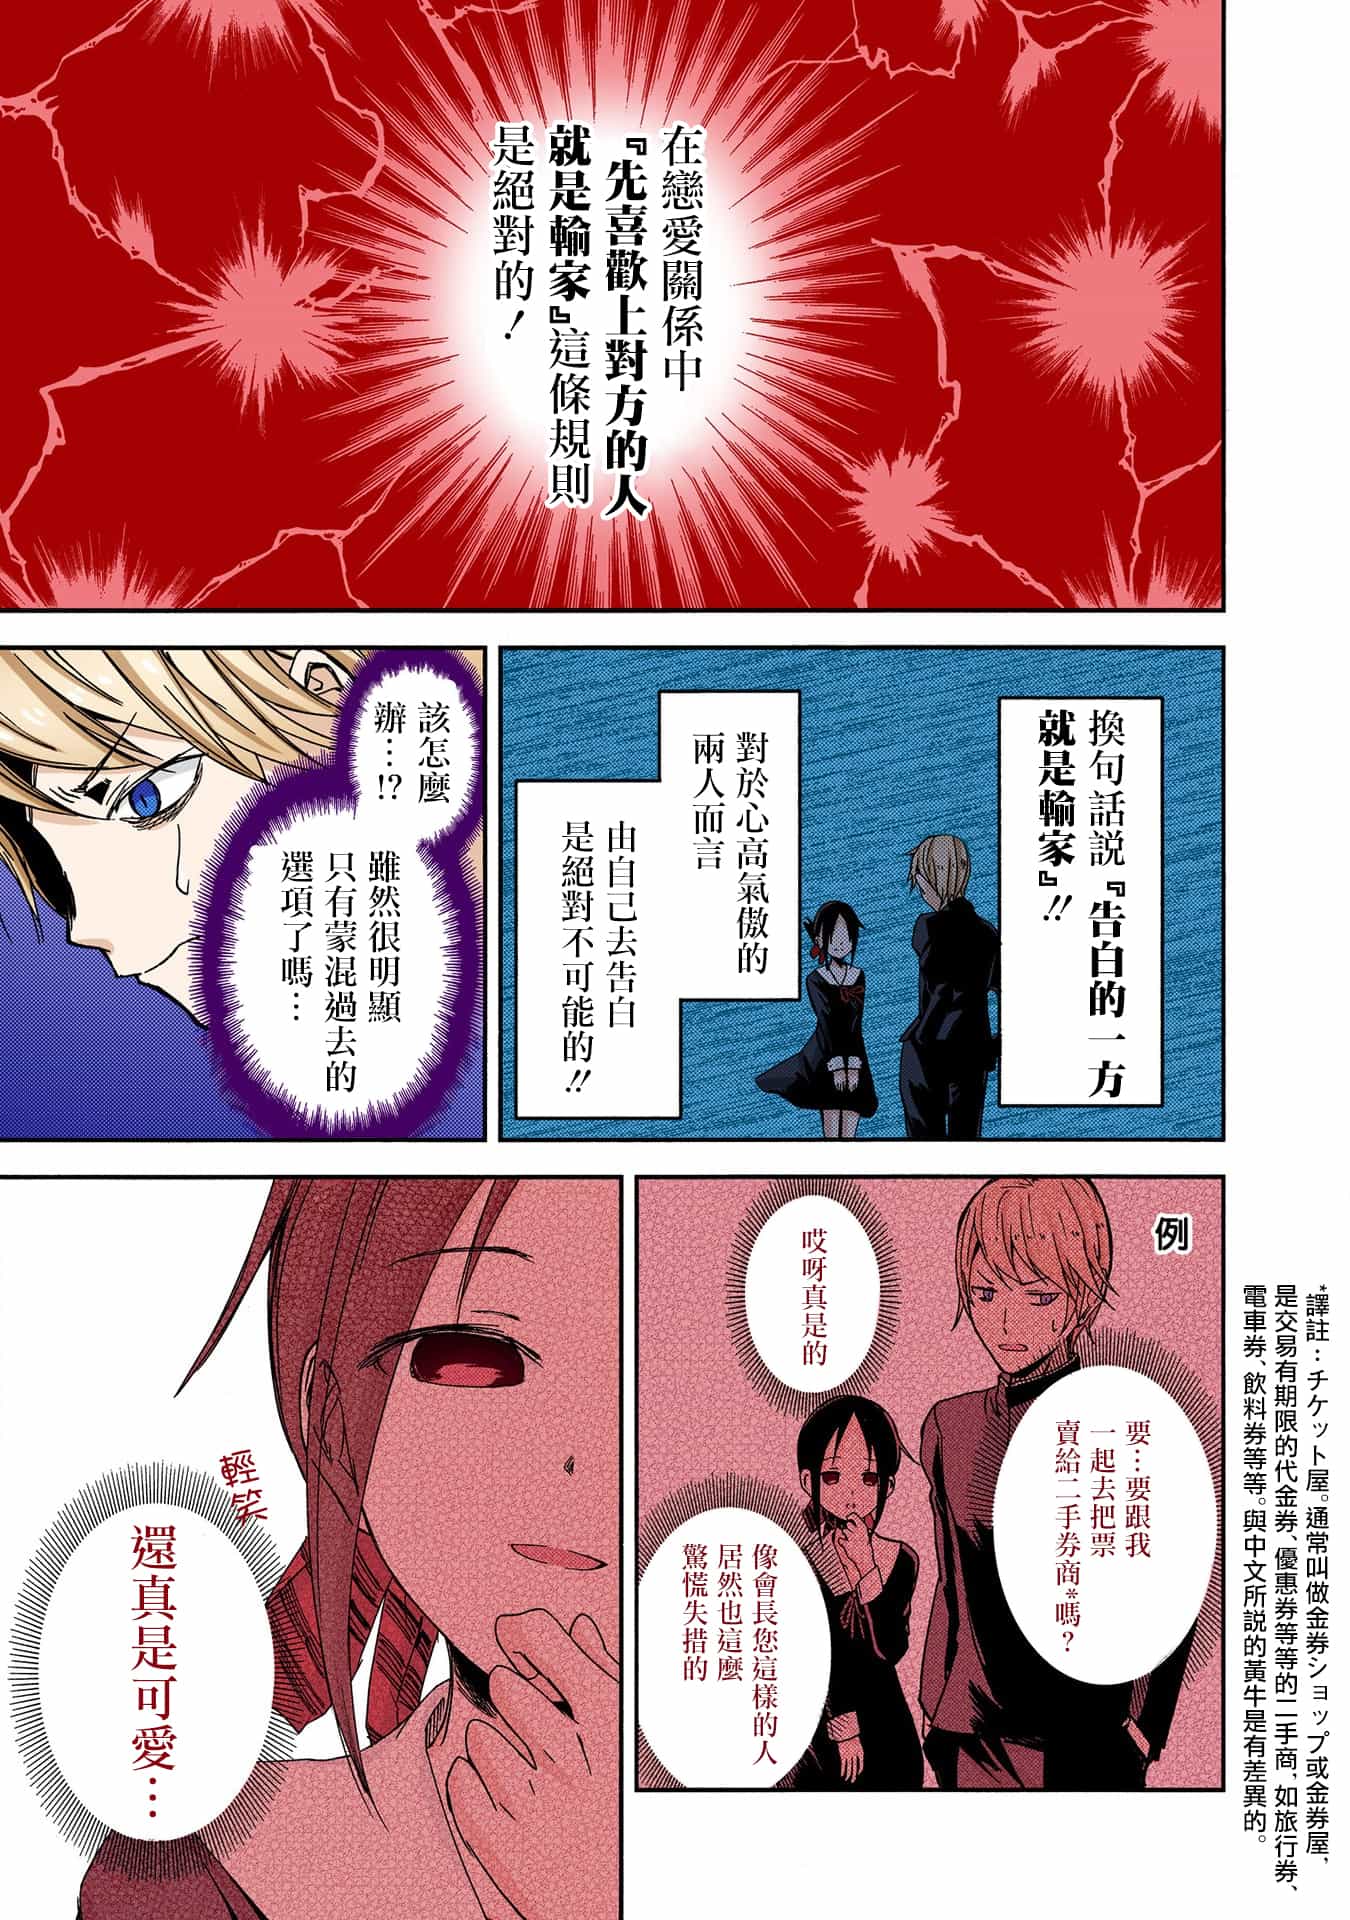 在戀愛關係中
『先喜歡上對方的人
就是輸家』這條規則
是絕對的！
換句話説『告白的一方
就是輸家』!!
對於心高氣傲的
兩人而言
由自己去告白
是絕對不可能的!!
該怎麼
辦…!?
雖然很明顯
只有蒙混過去的
選項了嗎…
例
要…要跟我
一起去把票
賣給二手券商*嗎?
哎呀真是的
像會長您這樣的人
居然也這麼
驚慌失措的
輕笑
還真是可愛…
*譯註：チケット屋。通常叫做金券ショップ或金券屋，
是交易有期限的代金券、優惠券等等的二手商，如旅行券、
電車券、飲料券等等。與中文所説的黃牛是有差異的。